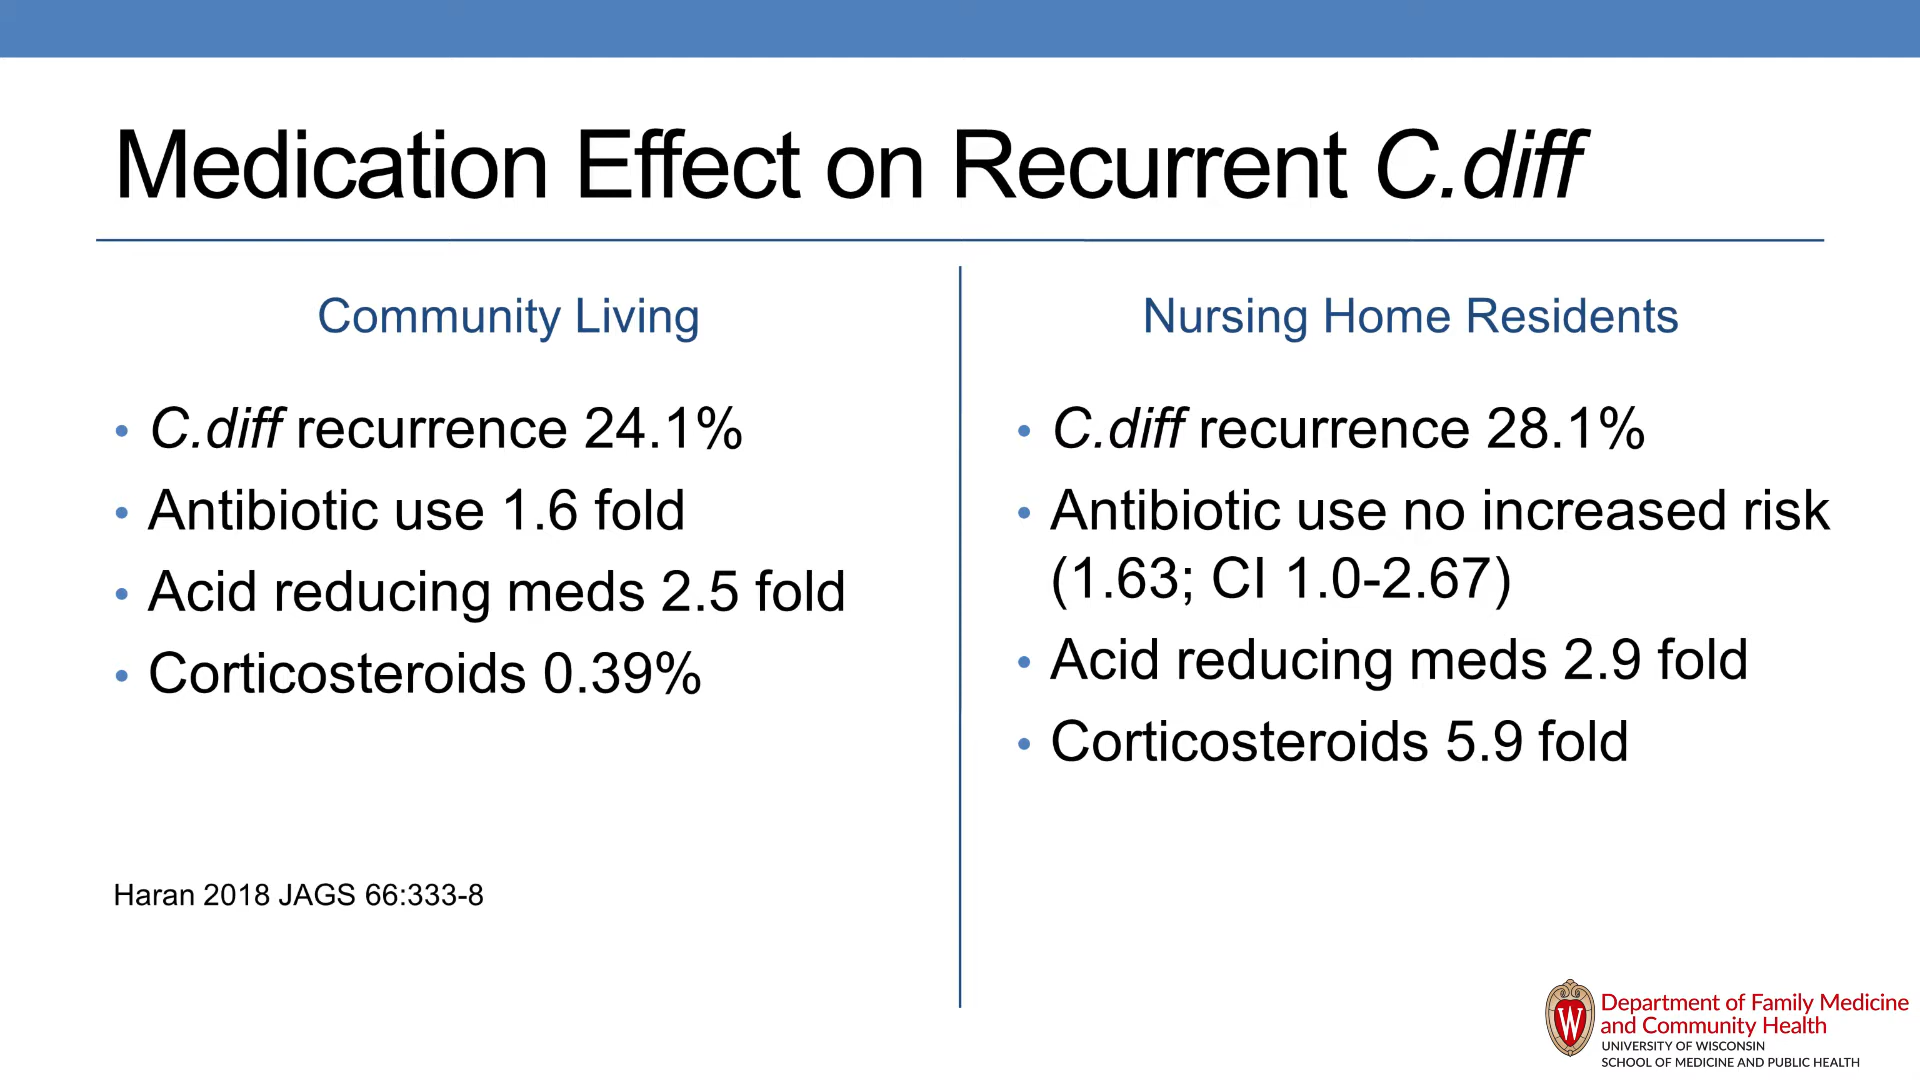 Medication Effect on Recurrent C.diff
Community Living
• C.diff recurrence 24.1%
• Antibiotic use 1.6 fold
• Acid reducing meds 2.5 fold
• Corticosteroids 0.39%
Haran 2018 JAGS 66:333-8
Nursing Home Residents
• C.diff recurrence 28.1%
• Antibiotic use no increased risk
(1.63; CI 1.0-2.67)
• Acid reducing meds 2.9 fold
• Corticosteroids 5.9 fold
W
Department of Family Medicine
and Community Health
UNIVERSITY OF WISCONSIN
SCHOOL OF MEDICINE AND PUBLIC HEALTH